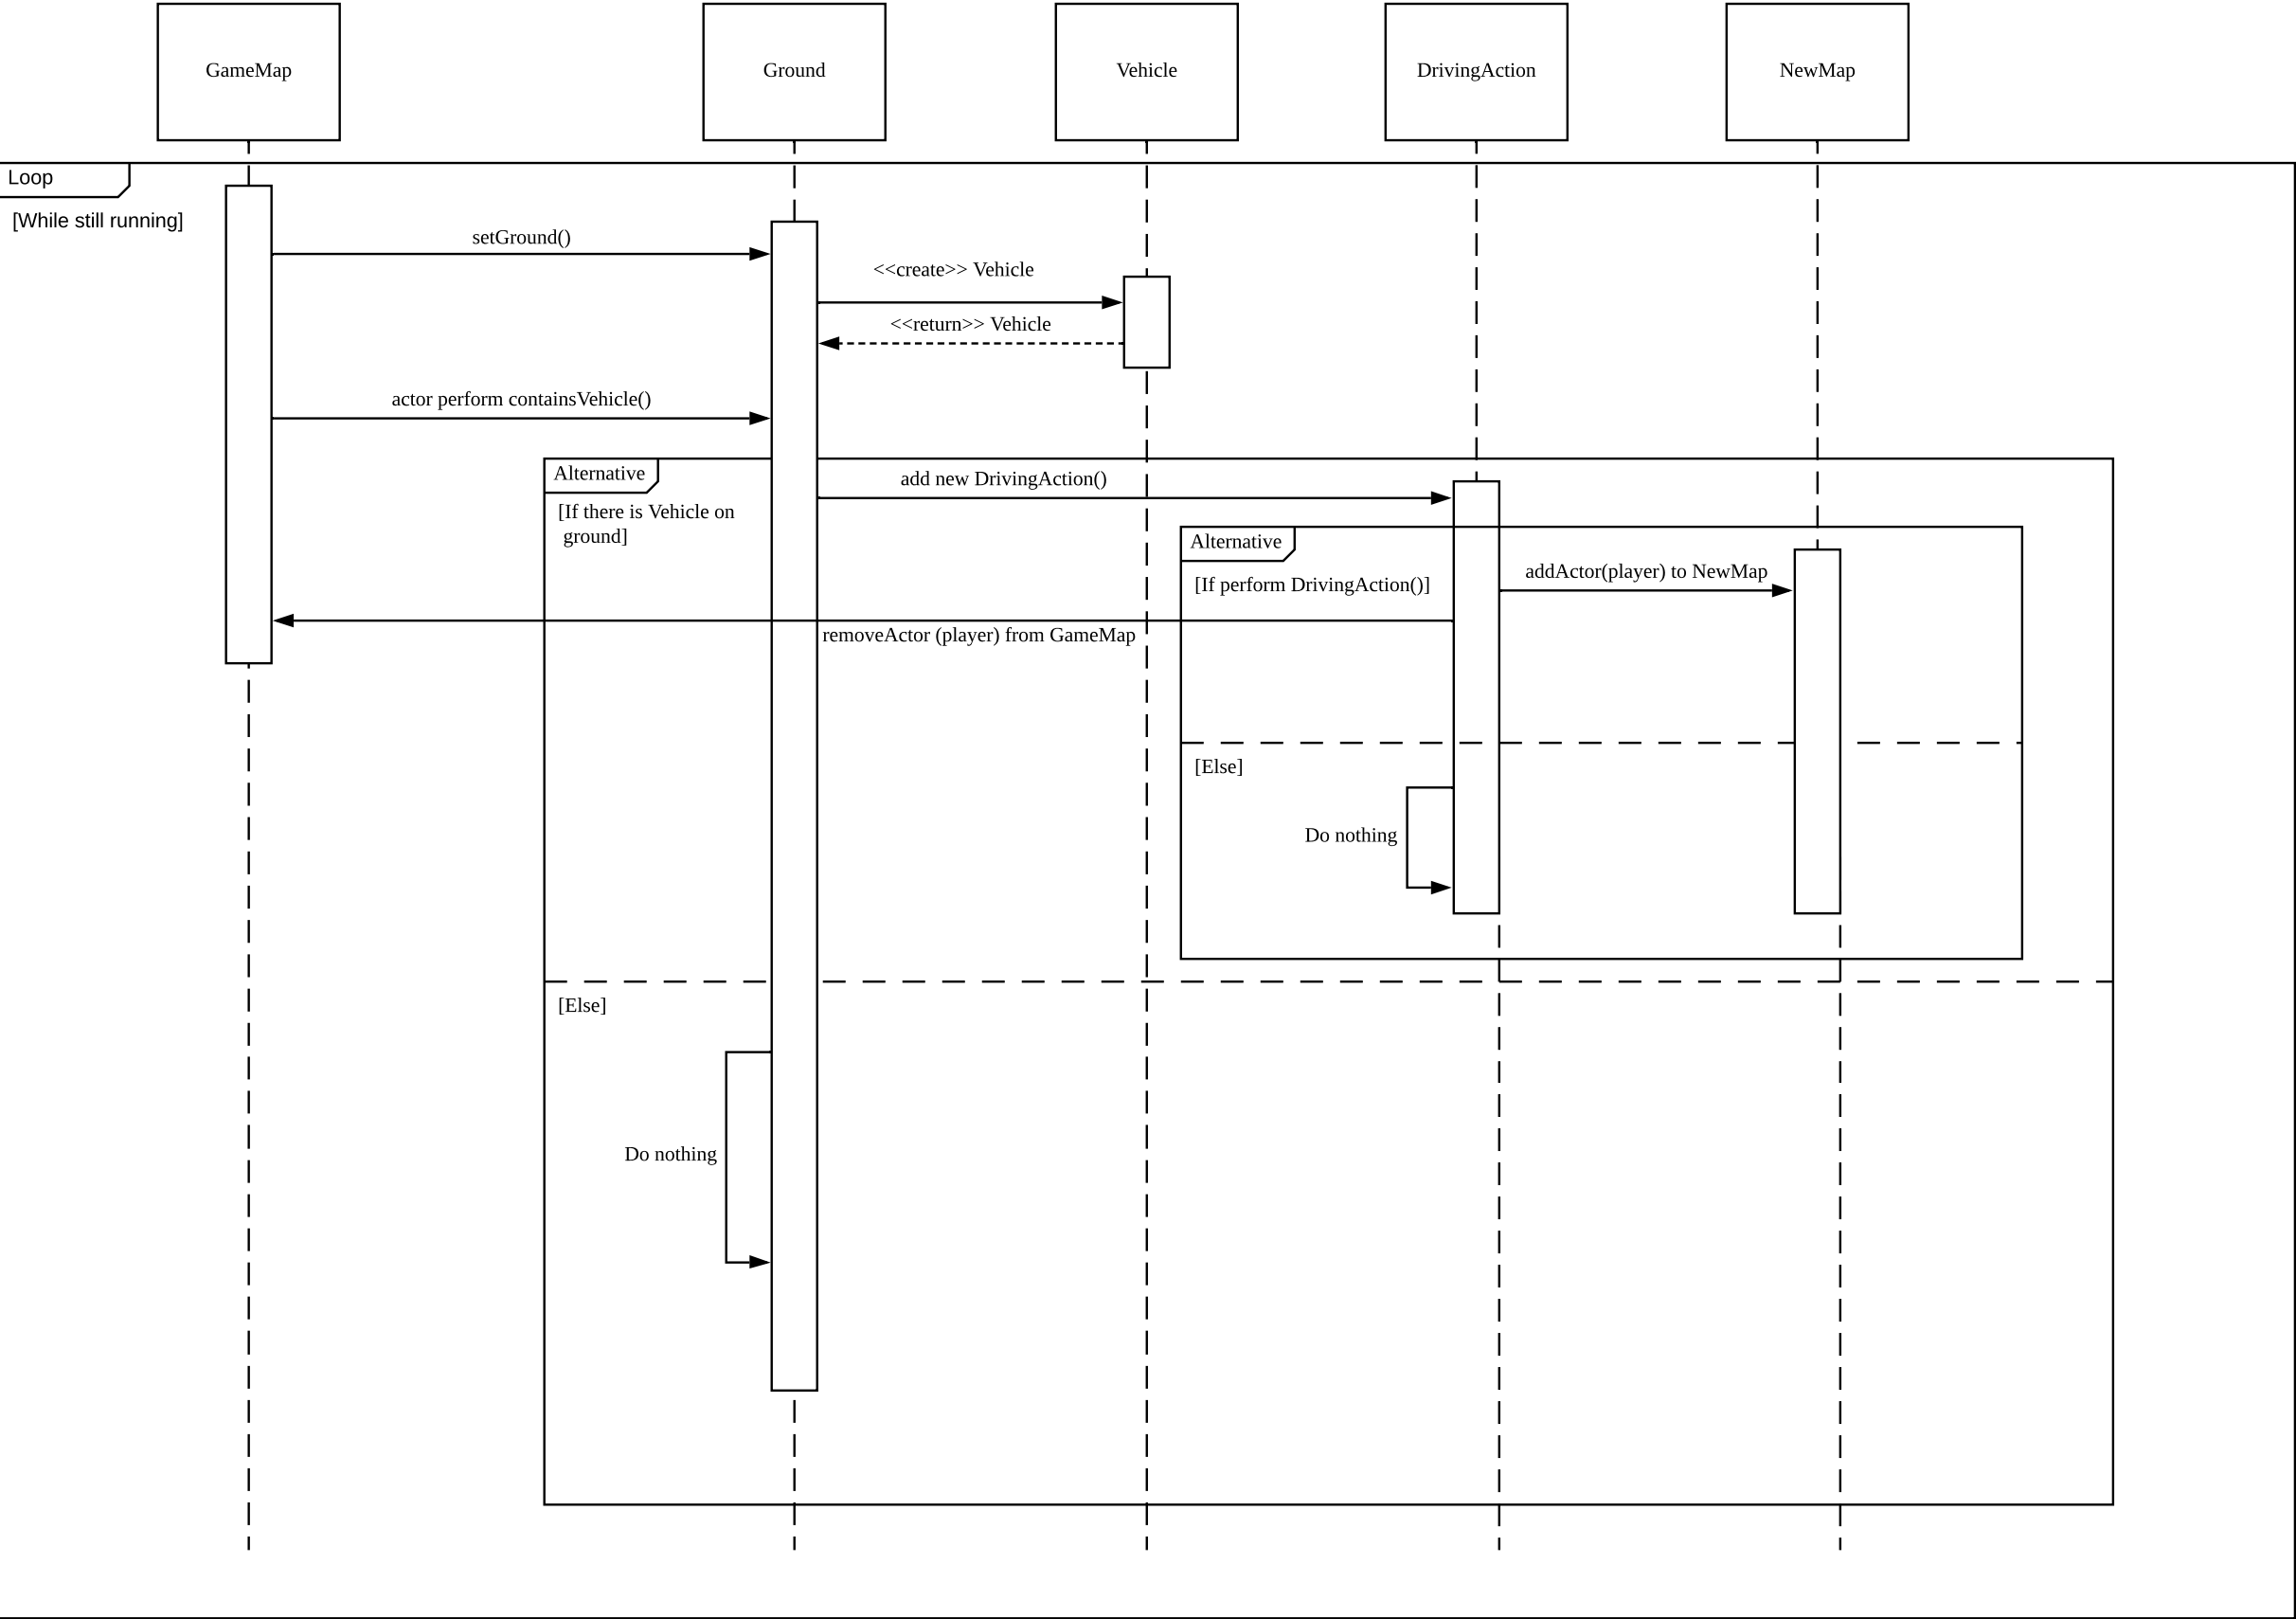 GameMap
Ground
Vehicle
DrivingAction
NewMap
Loop
[While still running]
setGround()
<<create>> Vehicle
<<return>> Vehicle
actor perform containsVehicle()
Alternative
add new DrivingAction()
[If there is Vehicle on
ground]
Alternative
addActor(player) to NewMap
[If perform DrivingAction()]
removeActor (player) from GameMap
[Else]
Do nothing
[Else]
Do nothing